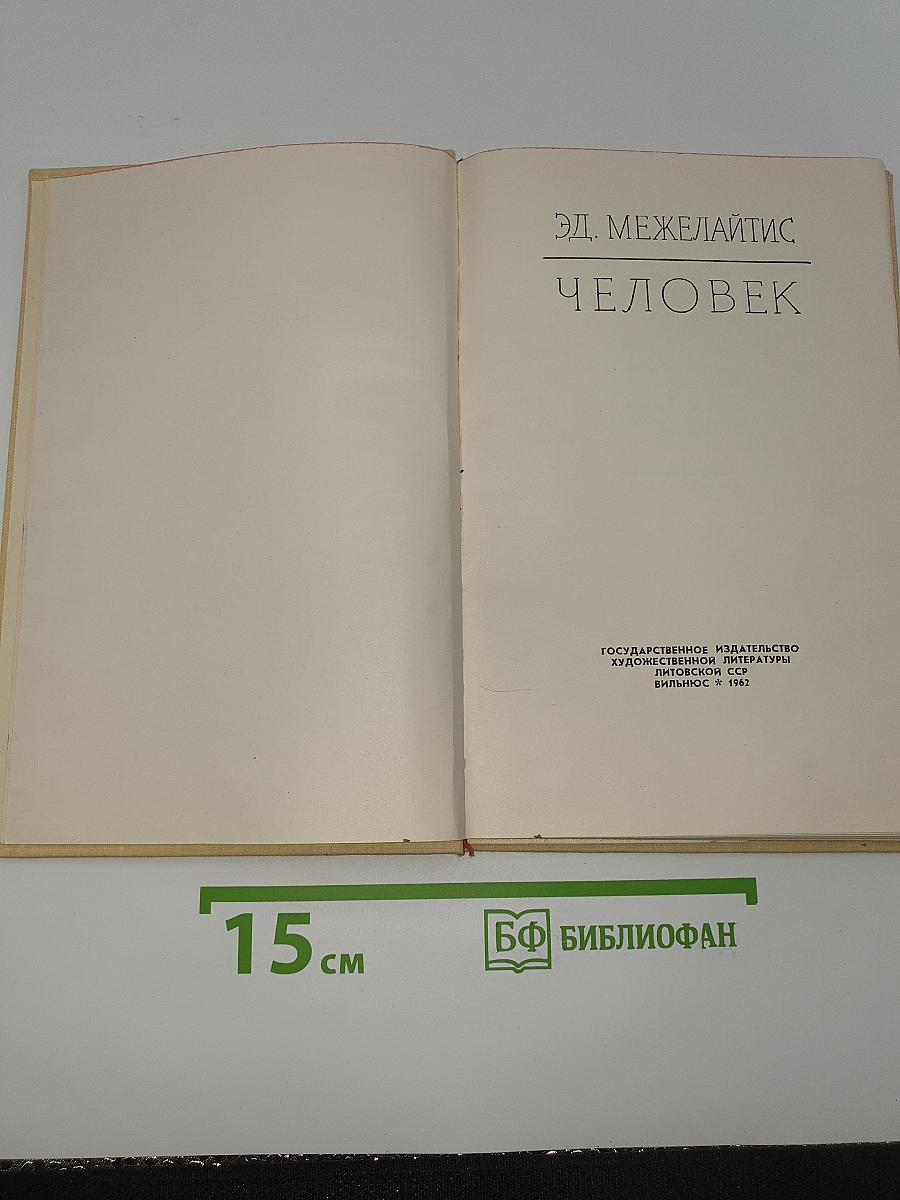 ЭД. МЕЖЕЛАЙТИС
ЧЕЛОВЕК
ГОСУДАРСТВЕННОЕ ИЗДАТЕЛЬСТВО
ХУДОЖЕСТВЕННОЙ ЛИТЕРАТУРЫ
ЛИТОВСКОЙ ССР
ВИЛЬНЮС * 1962
15 см
БФ БИБЛИОФАН